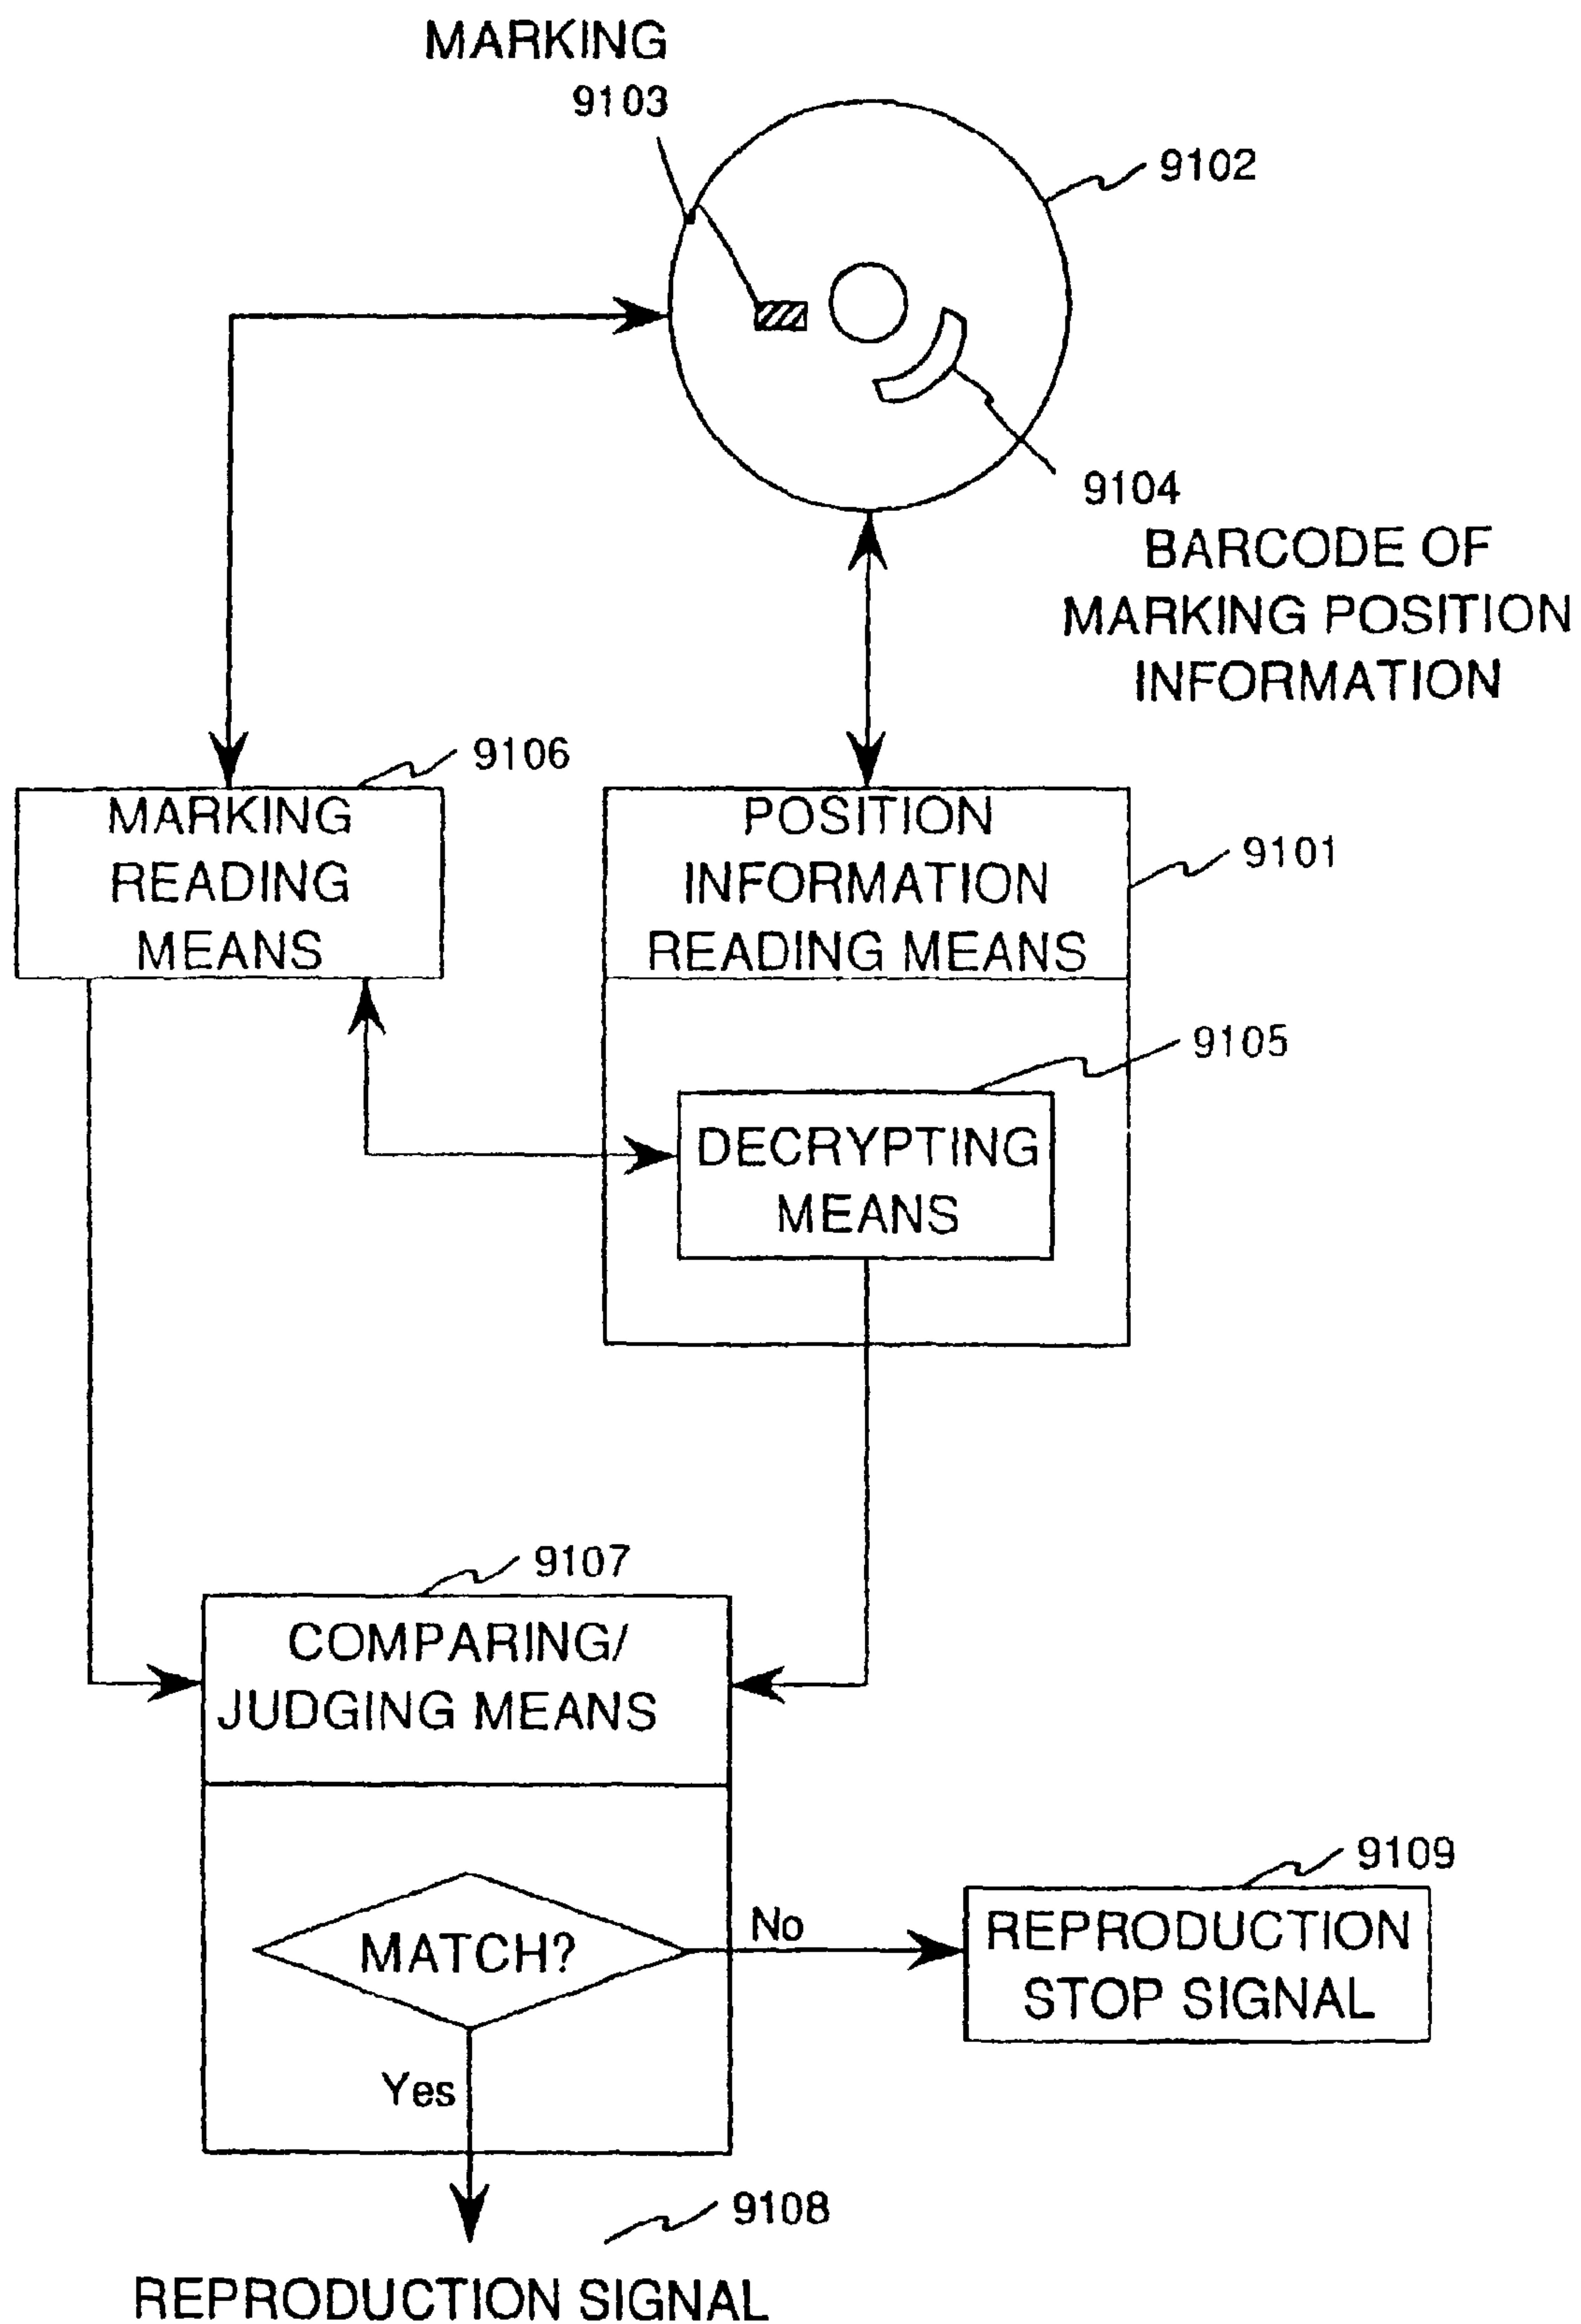 MARKING
9103
9102
9104
BARCODE OF
MARKING POSITION
INFORMATION
9106
MARKING
READING
MEANS
POSITION
INFORMATION
READING MEANS
9101
9105
DECRYPTING
MEANS
9107
COMPARING/
JUDGING MEANS
MATCH?
No
9109
REPRODUCTION
STOP SIGNAL
Yes
9108
REPRODUCTION SIGNAL